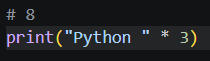 # 8
print("Python " * 3)